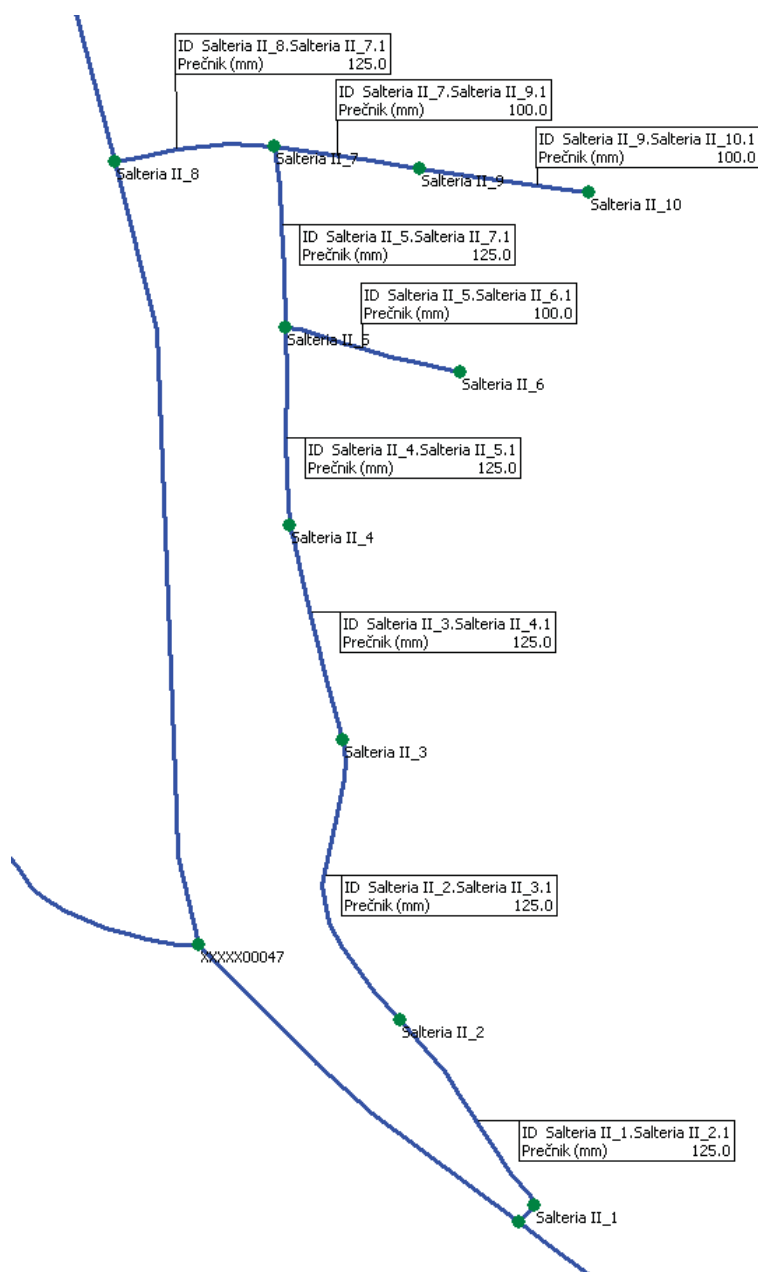 ID Salteria II_8.Salteria II_7.1
Prečnik (mm) 125.0
ID Salteria II_7.Salteria II_9.1
Prečnik (mm) 100.0
ID Salteria II_9.Salteria II_10.1
Prečnik (mm) 100.0
Salteria II_8
Salteria II_7
Salteria II_9
Salteria II_10
ID Salteria II_5.Salteria II_7.1
Prečnik (mm) 125.0
ID Salteria II_5.Salteria II_6.1
Prečnik (mm) 100.0
Salteria II_5
Salteria II_6
ID Salteria II_4.Salteria II_5.1
Prečnik (mm) 125.0
Salteria II_4
ID Salteria II_3.Salteria II_4.1
Prečnik (mm) 125.0
Salteria II_3
ID Salteria II_2.Salteria II_3.1
Prečnik (mm) 125.0
XXXXX00047
Salteria II_2
ID Salteria II_1.Salteria II_2.1
Prečnik (mm) 125.0
Salteria II_1